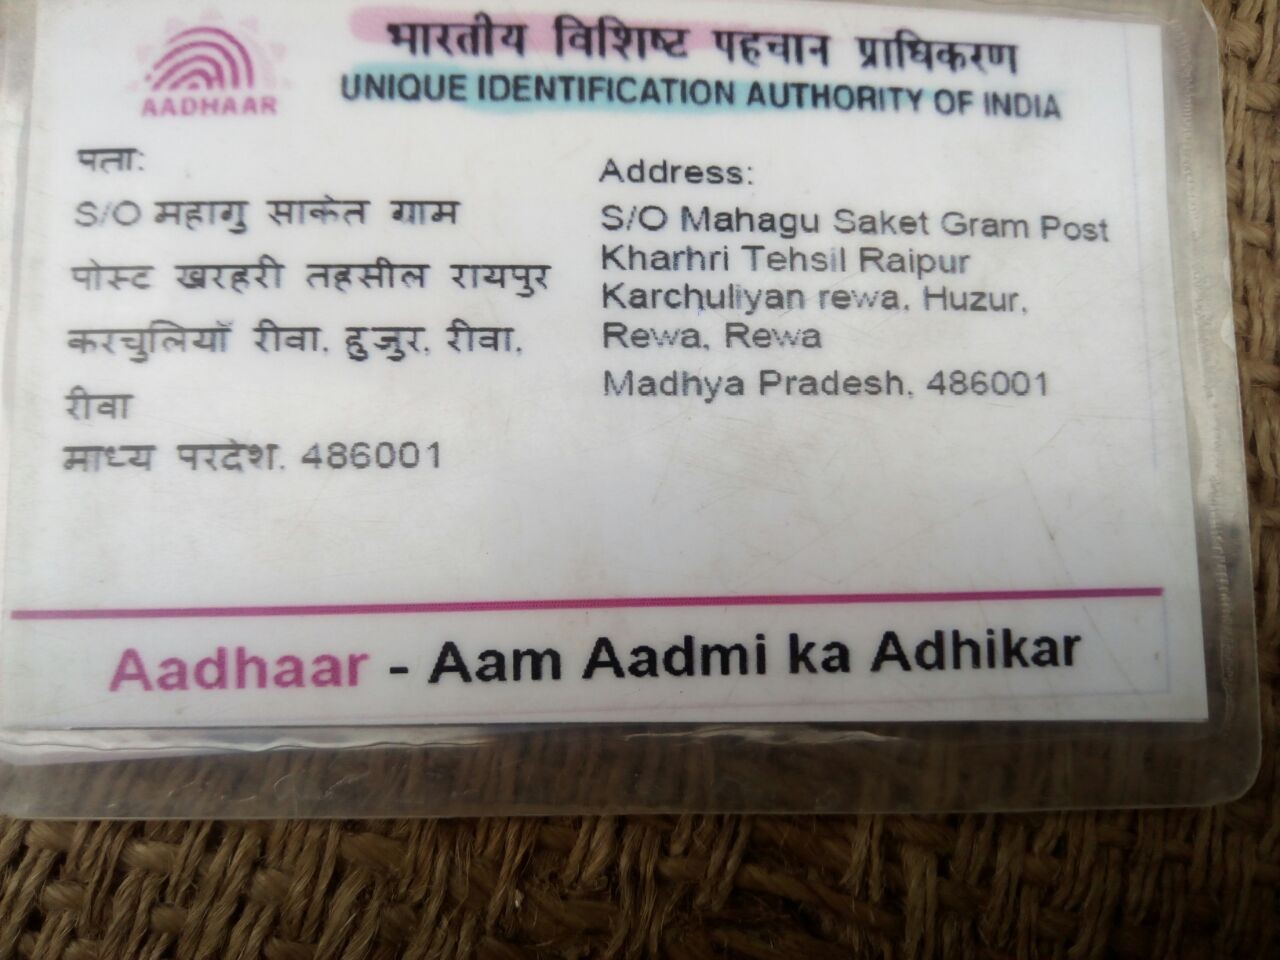 भारतीय विशिष्ट पहचान प्राधिकरण
UNIQUE IDENTIFICATION AUTHORITY OF INDIA
AADHAAR
पता:
S/O महागु साकेत ग्राम
पोस्ट खरहरी तहसील रायपुर
करचुलियाँ रीवा, हुजुर, रीवा,
रीवा
माध्य परदेश, 486001
Address:
S/O Mahagu Saket Gram Post
Kharhri Tehsil Raipur
Karchuliyan rewa, Huzur,
Rewa, Rewa
Madhya Pradesh, 486001
Aadhaar - Aam Aadmi ka Adhikar